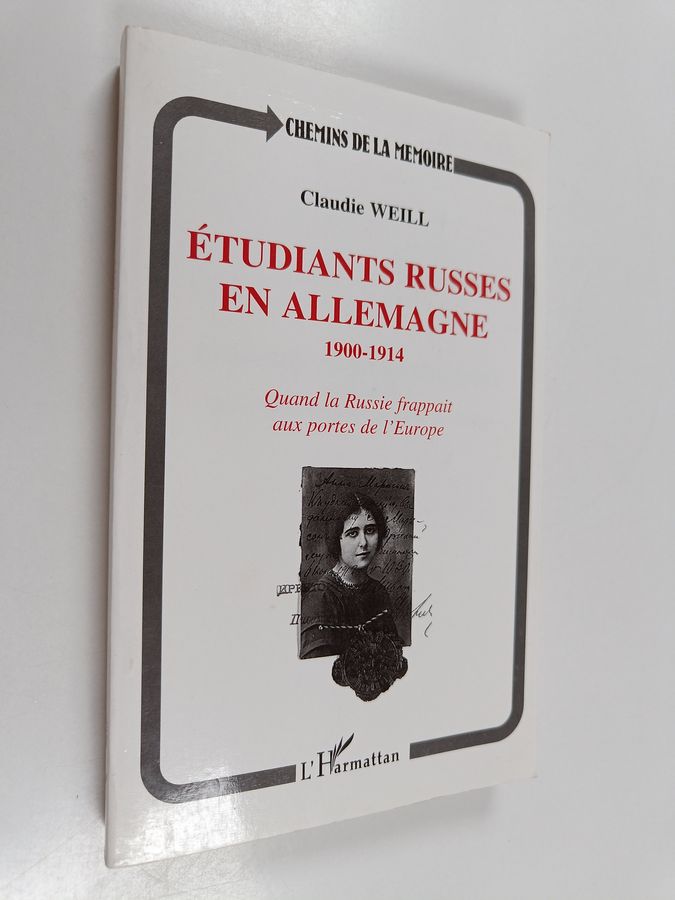 CHEMINS DE LA MEMOIRE
Claudie WEILL
ÉTUDIANTS RUSSES
EN ALLEMAGNE
1900-1914
Quand la Russie frappait
aux portes de l'Europe
L'Harmattan